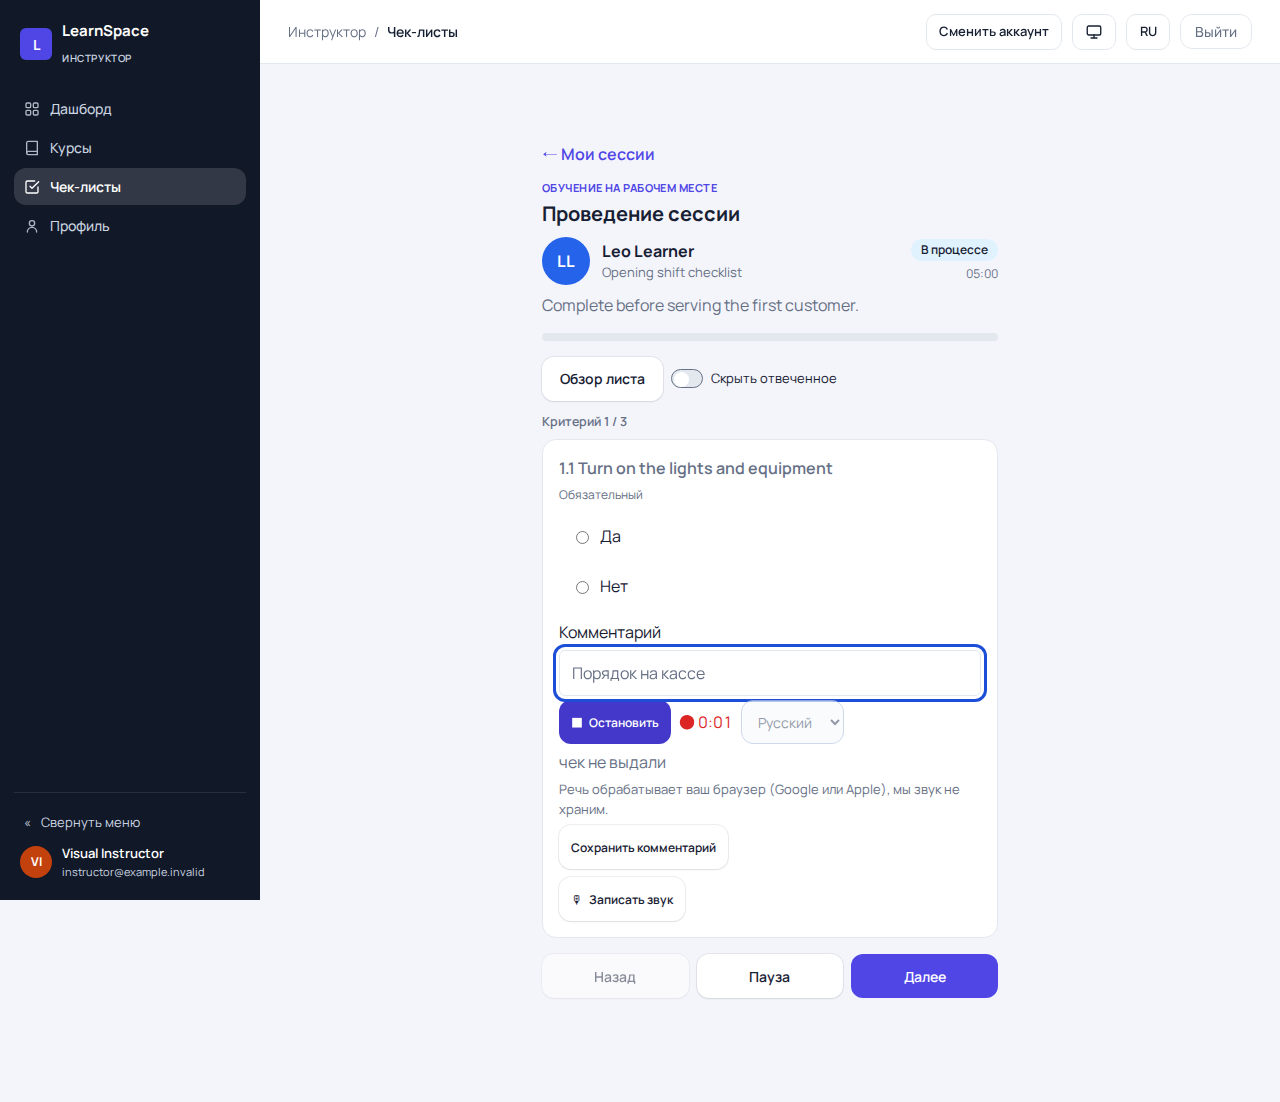 L
LearnSpace
ИНСТРУКТОР
Дашборд
Курсы
Чек-листы
Профиль
« Свернуть меню
VI
Visual Instructor
instructor@example.invalid
Инструктор / Чек-листы
Сменить аккаунт
RU
Выйти
← Мои сессии
ОБУЧЕНИЕ НА РАБОЧЕМ МЕСТЕ
Проведение сессии
LL
Leo Learner
Opening shift checklist
В процессе
05:00
Complete before serving the first customer.
Обзор листа
Скрыть отвеченное
Критерий 1 / 3
1.1 Turn on the lights and equipment
Обязательный
Да
Нет
Комментарий
Порядок на кассе
Остановить
0:01
Русский
чек не выдали
Речь обрабатывает ваш браузер (Google или Apple), мы звук не
храним.
Сохранить комментарий
Записать звук
Назад
Пауза
Далее